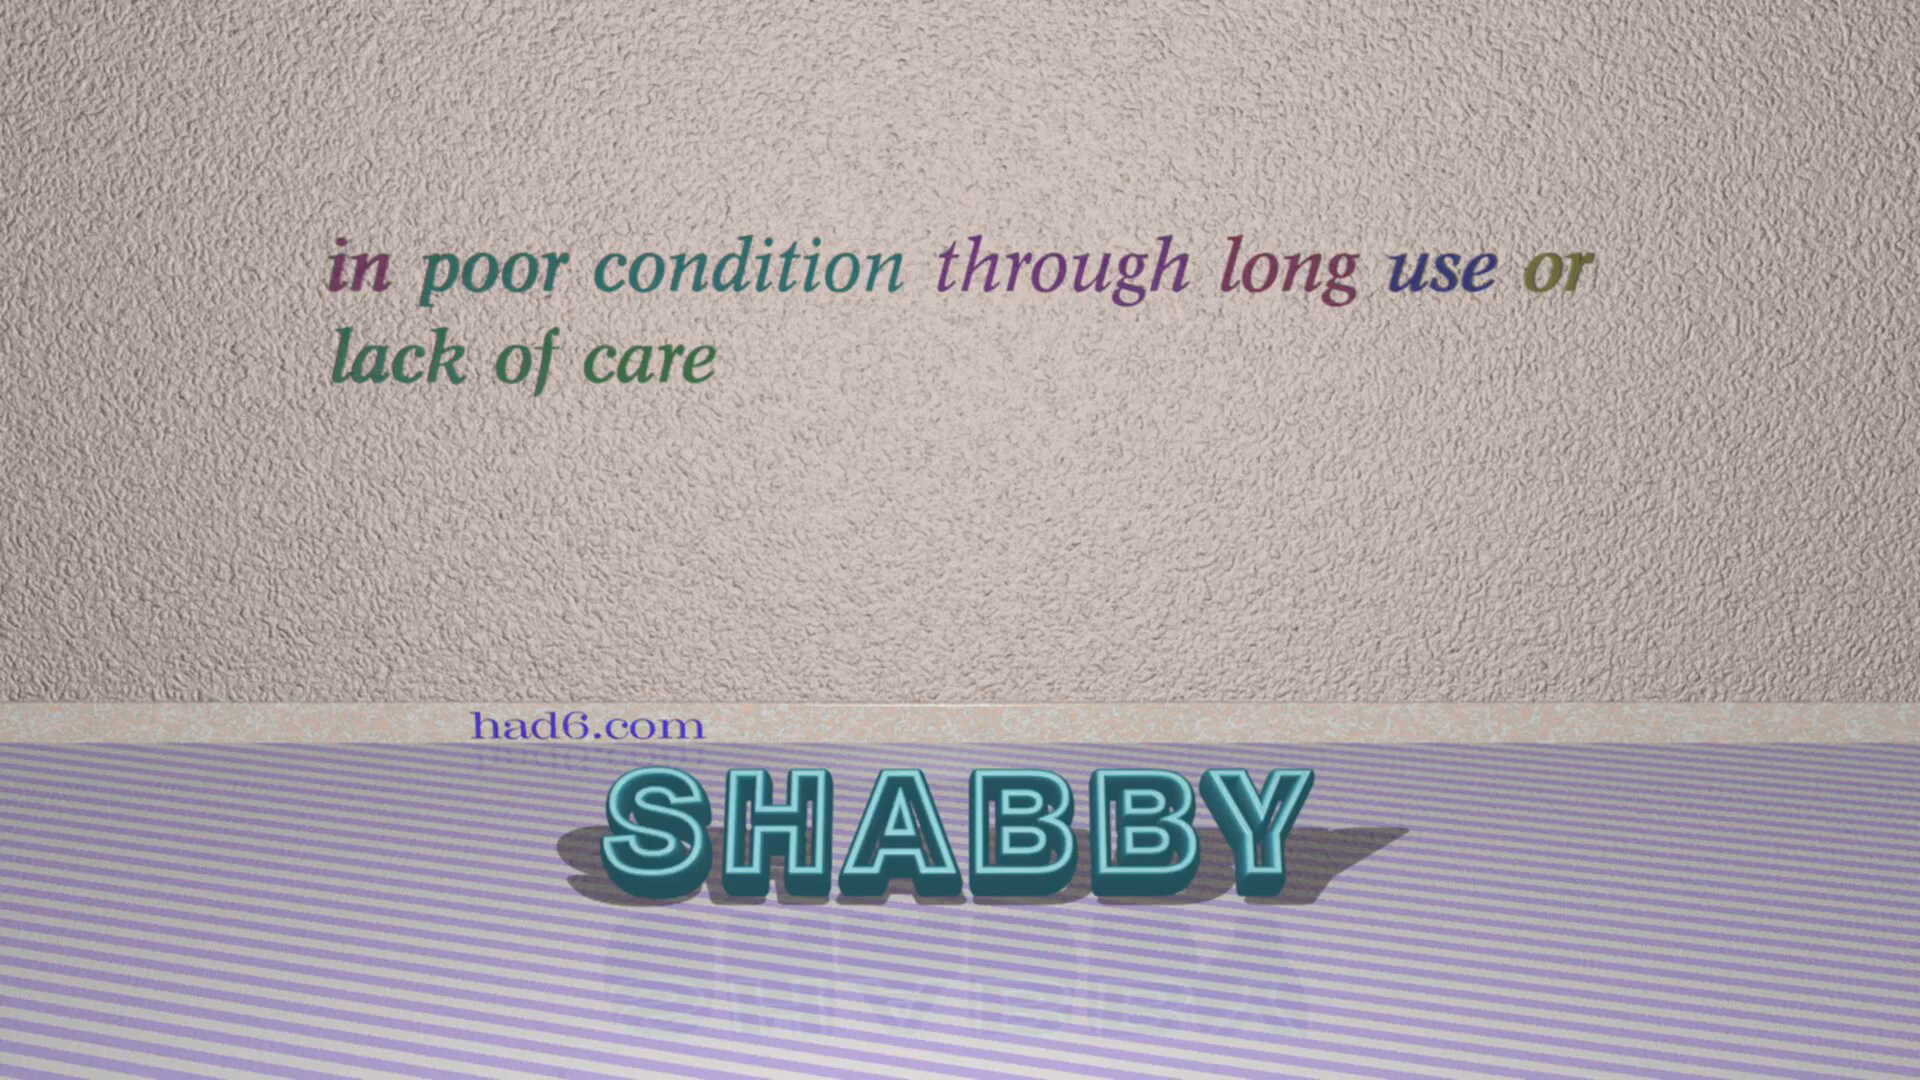 in poor condition through long use or
lack of care
had6.com
SHABBY